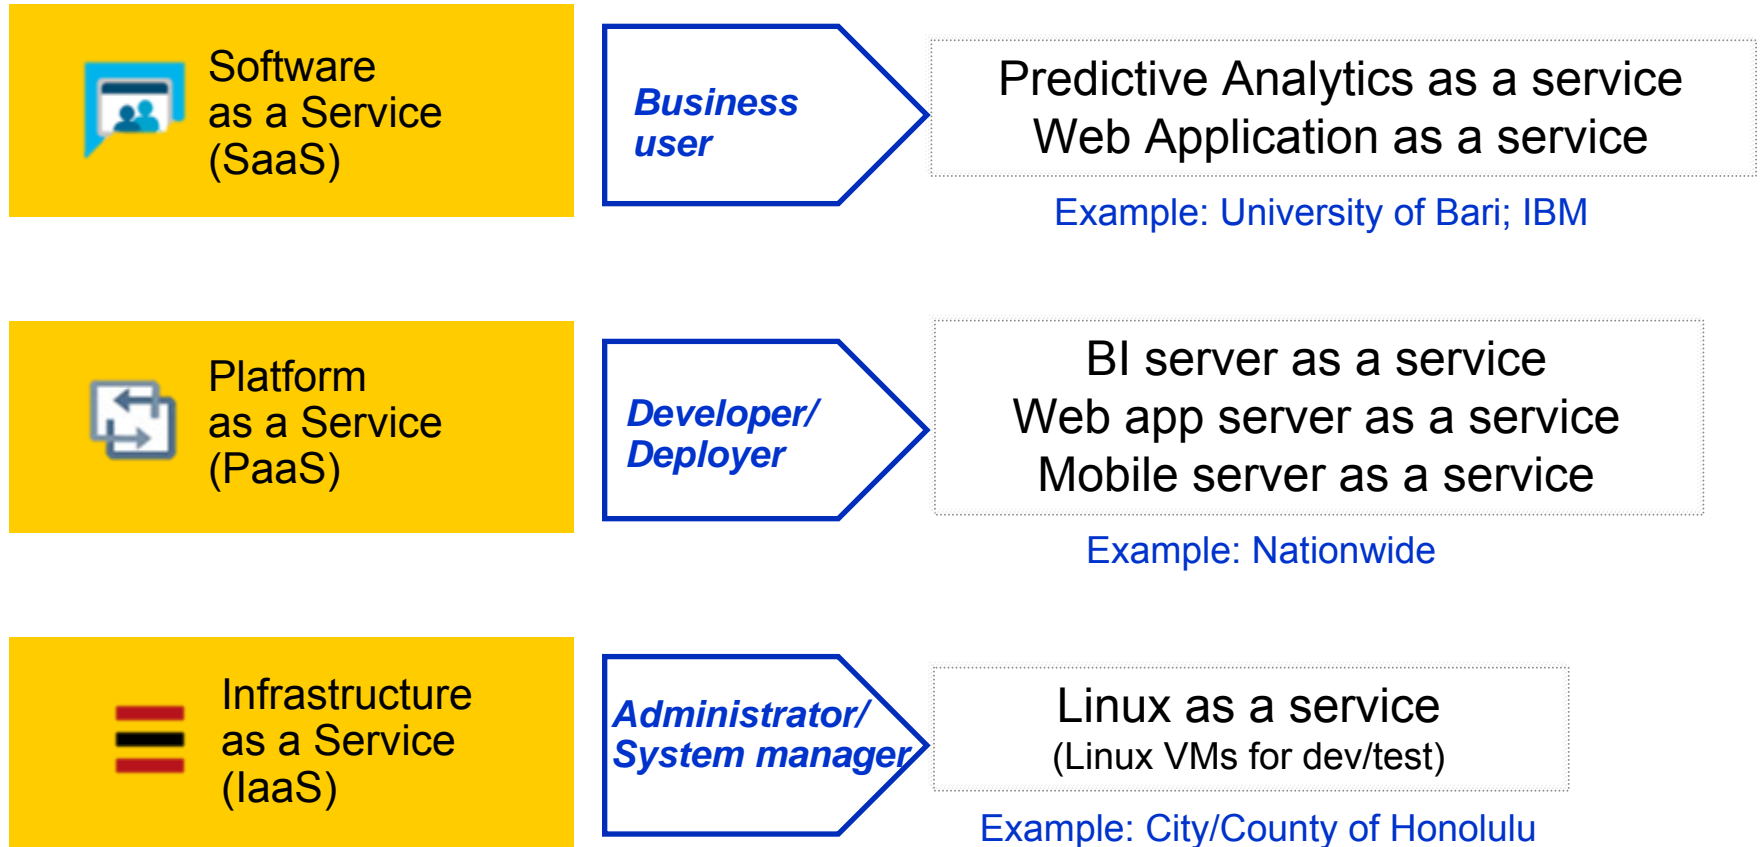 Software
as a Service
(SaaS)
Business
user
Predictive Analytics as a service
Web Application as a service
Example: University of Bari; IBM
Platform
as a Service
(PaaS)
Developer/
Deployer
BI server as a service
Web app server as a service
Mobile server as a service
Example: Nationwide
Infrastructure
as a Service
(IaaS)
Administrator/
System manager
Linux as a service
(Linux VMs for dev/test)
Example: City/County of Honolulu